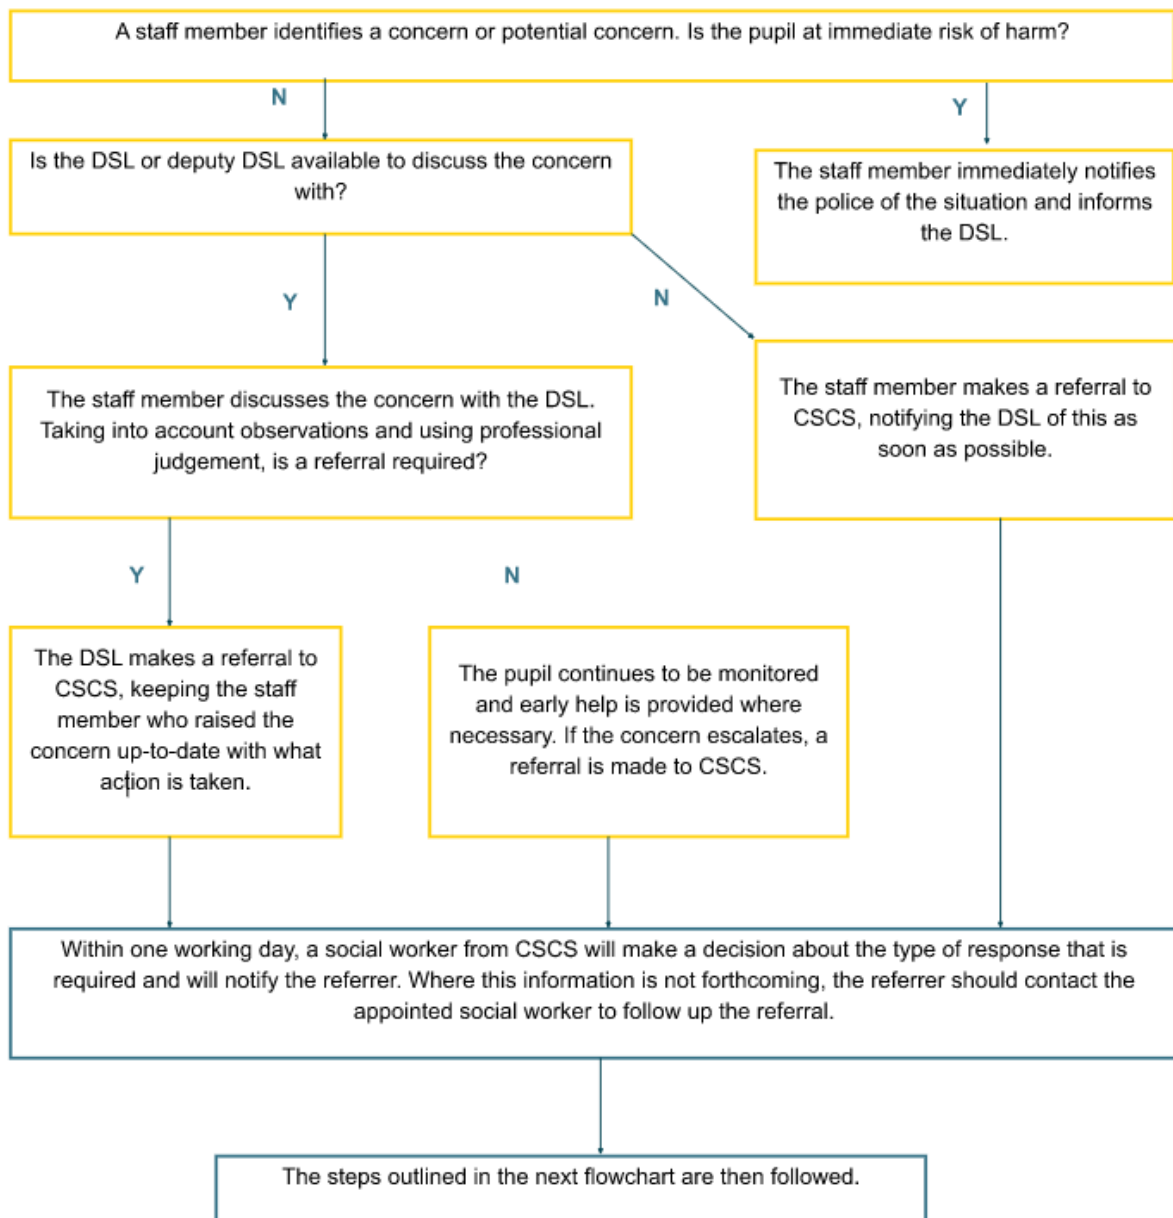 A staff member identifies a concern or potential concern. Is the pupil at immediate risk of harm?
N
Y
Is the DSL or deputy DSL available to discuss the concern
with?
The staff member immediately notifies
the police of the situation and informs
the DSL.
Y
N
The staff member discusses the concern with the DSL.
Taking into account observations and using professional
judgement, is a referral required?
The staff member makes a referral to
CSCS, notifying the DSL of this as
soon as possible.
Y
N
The DSL makes a referral to
CSCS, keeping the staff
member who raised the
concern up-to-date with what
action is taken.
The pupil continues to be monitored
and early help is provided where
necessary. If the concern escalates, a
referral is made to CSCS.
Within one working day, a social worker from CSCS will make a decision about the type of response that is
required and will notify the referrer. Where this information is not forthcoming, the referrer should contact the
appointed social worker to follow up the referral.
The steps outlined in the next flowchart are then followed.